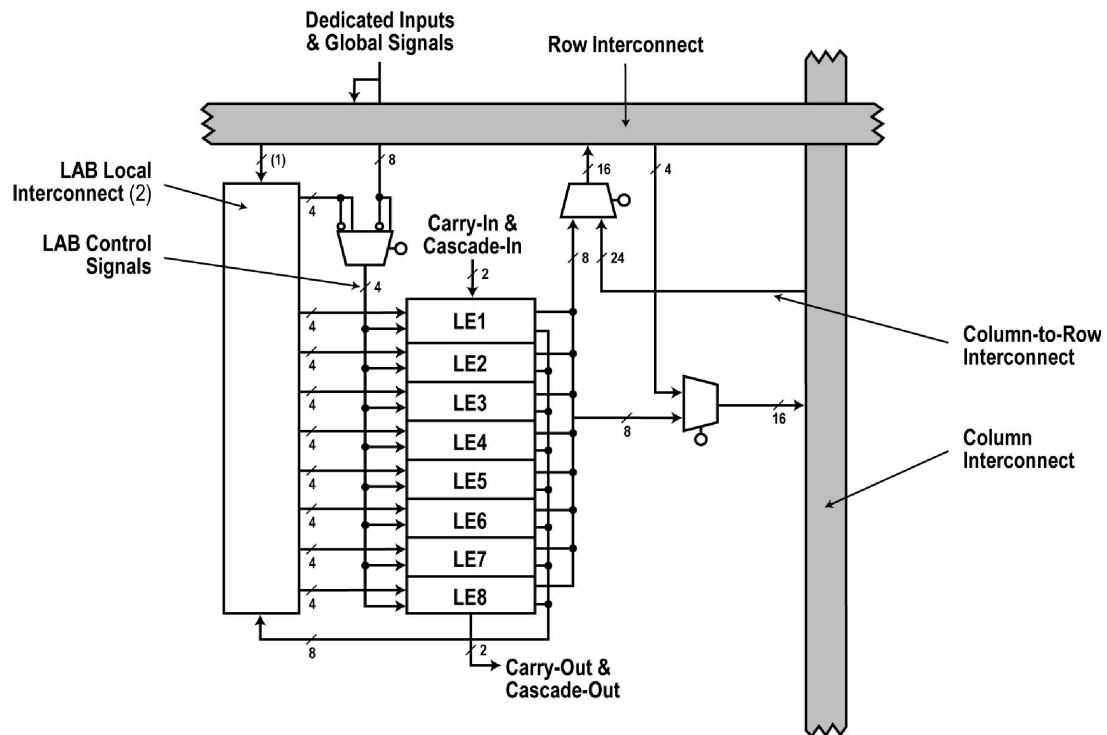 Dedicated Inputs
& Global Signals
Row Interconnect
(1)
8
16
4
LAB Local
Interconnect (2)
4
Carry-In &
Cascade-In
LAB Control
Signals
8
24
4
2
LE1
4
Column-to-Row
Interconnect
LE2
4
LE3
4
16
8
LE4
4
Column
Interconnect
LE5
4
LE6
4
LE7
4
LE8
4
8
2
Carry-Out &
Cascade-Out